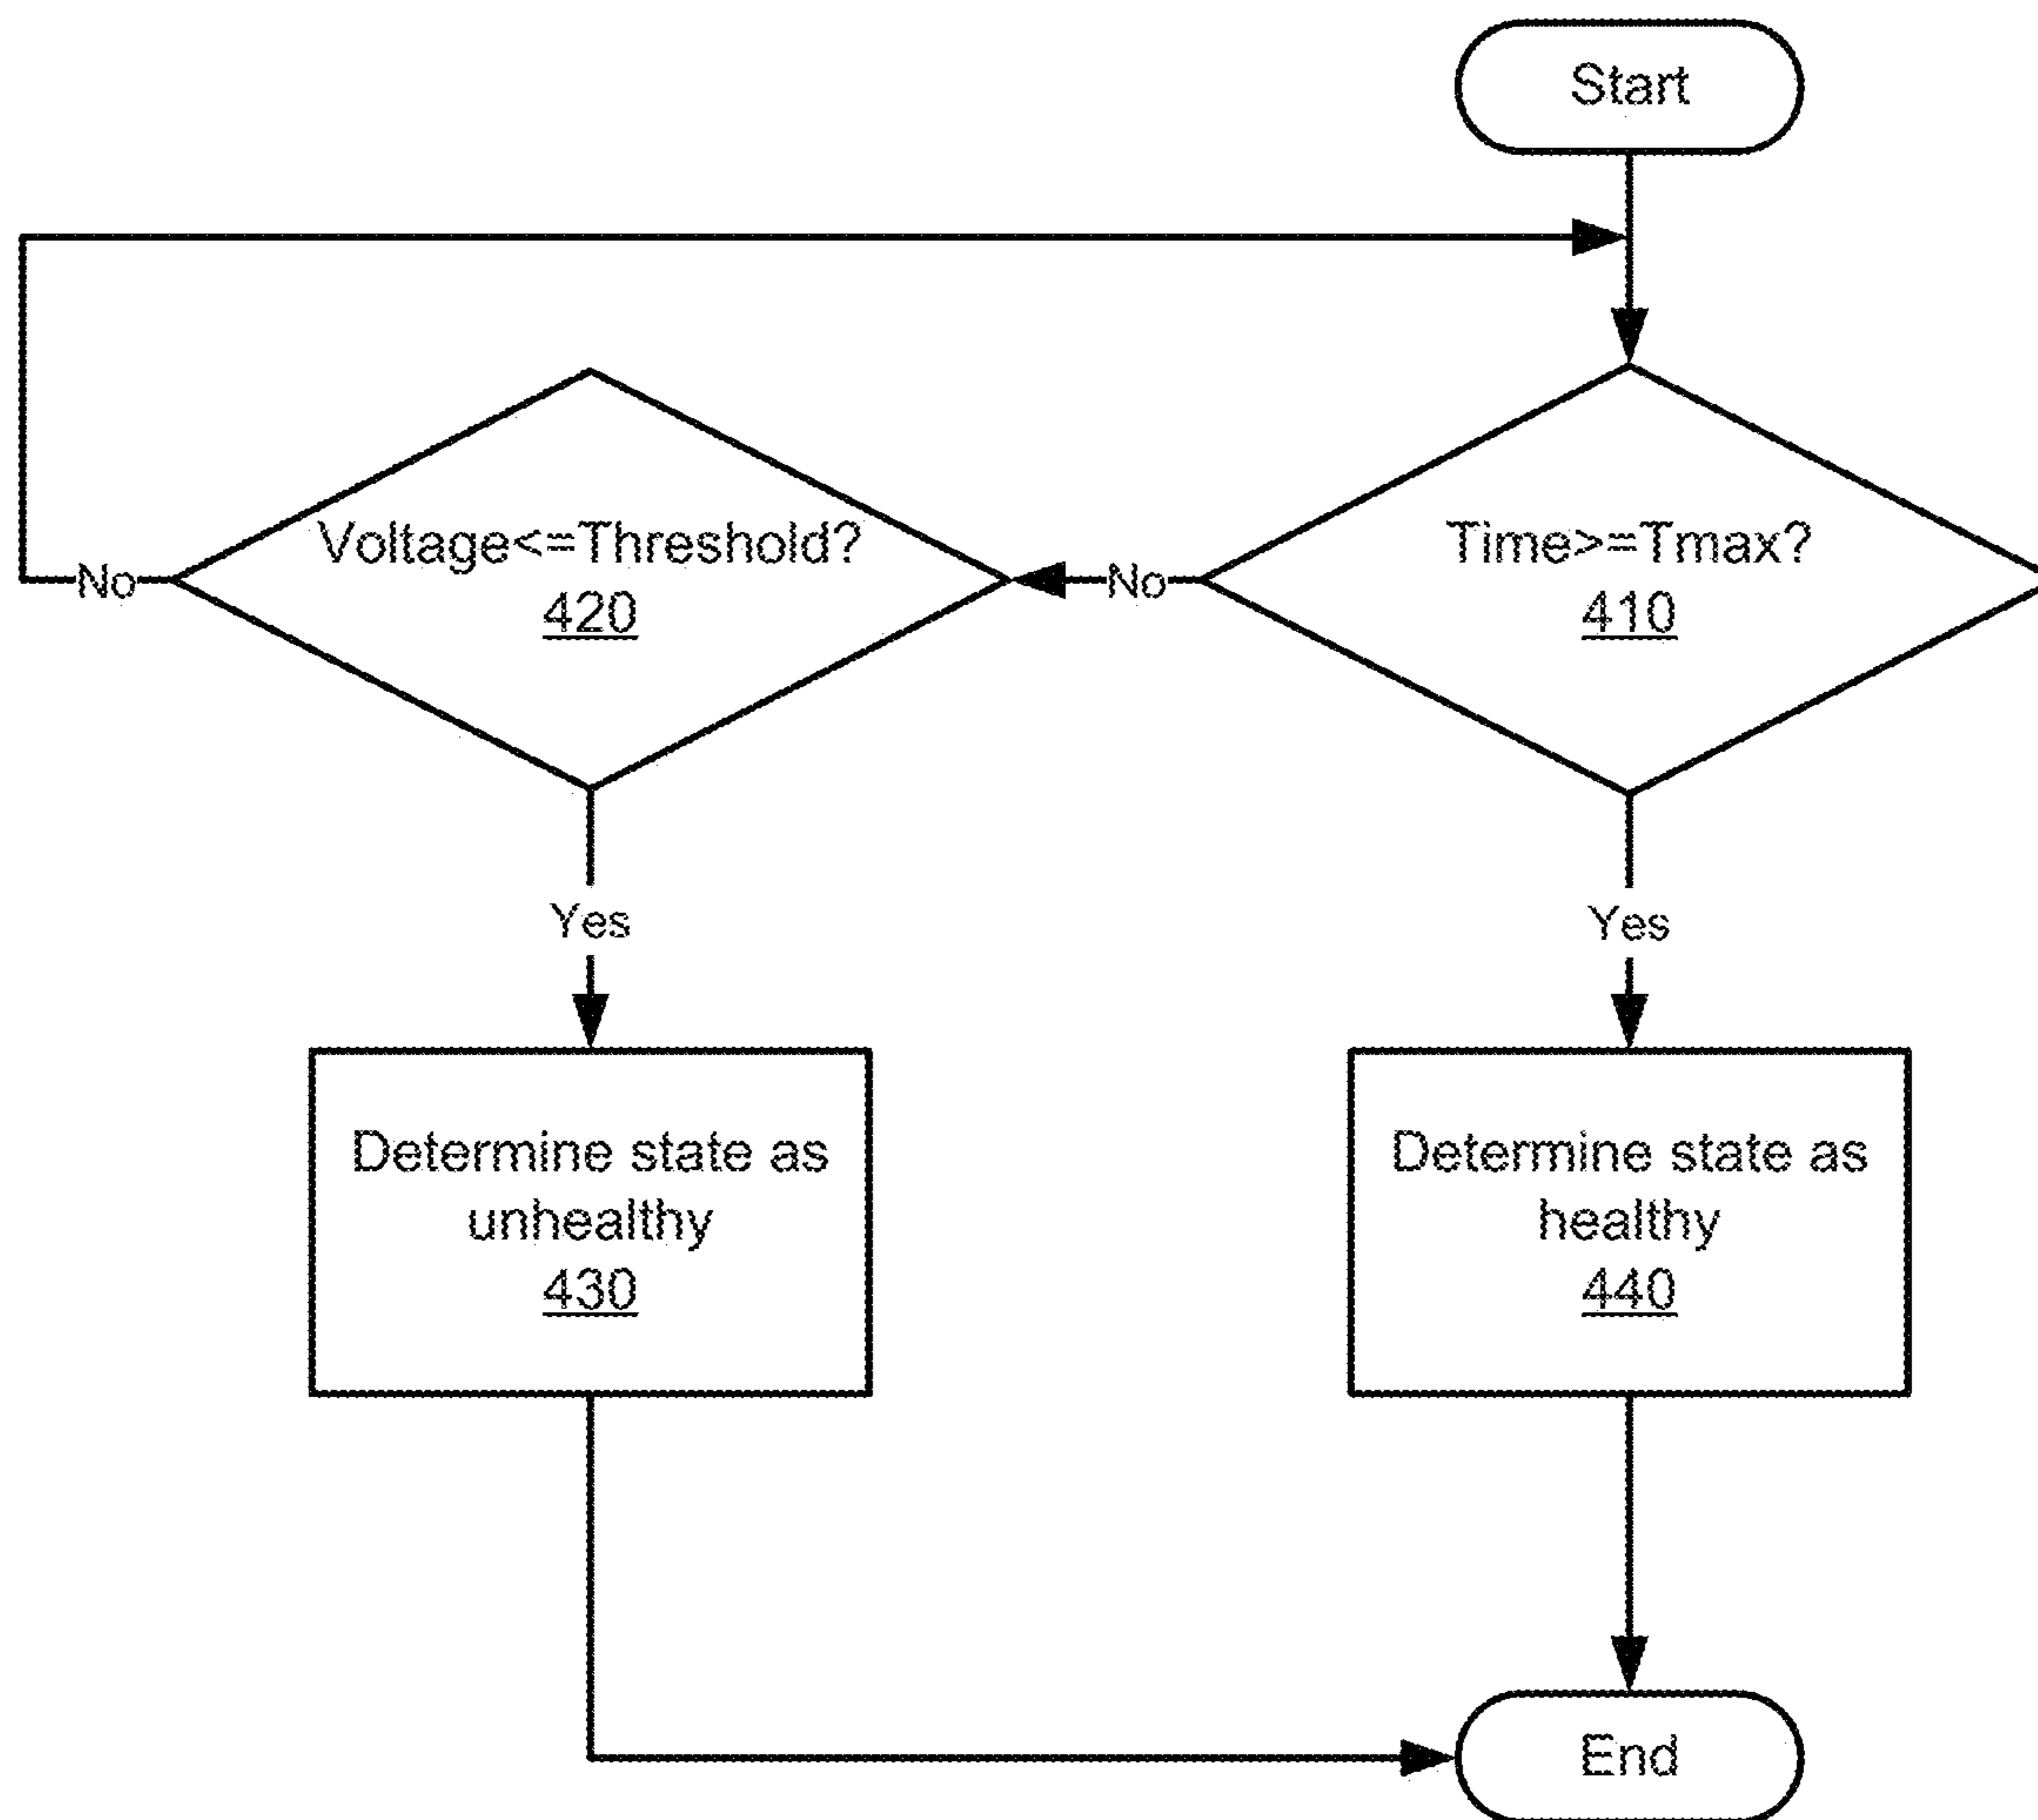 Start
Voltage<=Threshold?
420
No
No
Time>=Tmax?
410
Yes
Yes
Determine state as
unhealthy
430
Determine state as
healthy
440
End